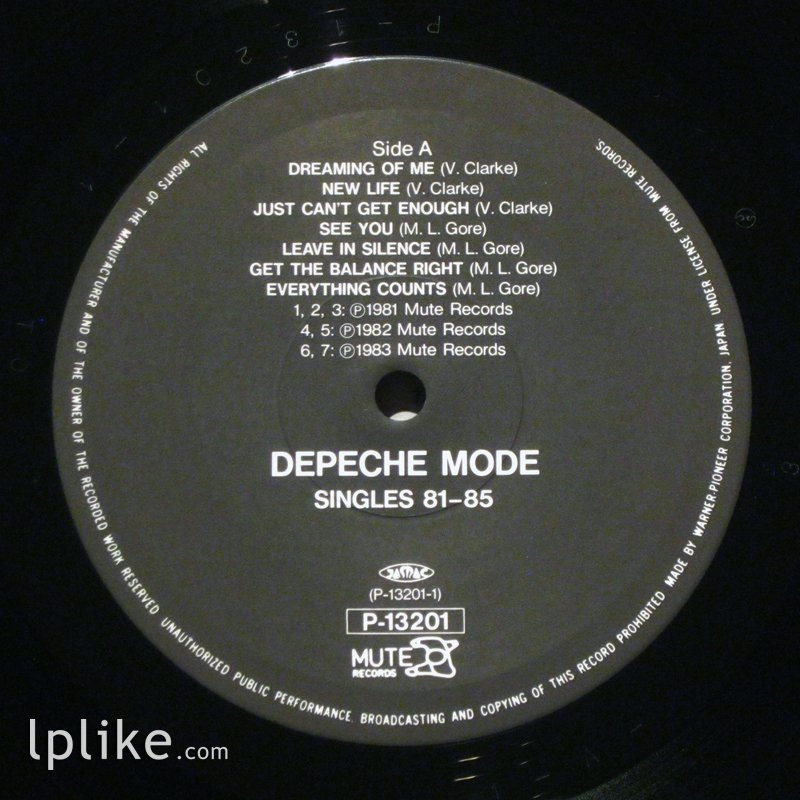 Side A
DREAMING OF ME (V. Clarke)
NEW LIFE (V. Clarke)
JUST CAN'T GET ENOUGH (V. Clarke)
SEE YOU (M. L. Gore)
LEAVE IN SILENCE (M. L. Gore)
GET THE BALANCE RIGHT (M. L. Gore)
EVERYTHING COUNTS (M. L. Gore)
1, 2, 3: ℗1981 Mute Records
4, 5: ℗1982 Mute Records
6, 7: ℗1983 Mute Records
DEPECHE MODE
SINGLES 81–85
JASRAC
(P-13201-1)
P-13201
MUTE
RECORDS
ALL RIGHTS OF THE MANUFACTURER AND OF THE OWNER OF THE RECORDED WORK RESERVED UNAUTHORIZED PUBLIC PERFORMANCE. BROADCASTING AND COPYING OF THIS RECORD PROHIBITED MADE BY WARNER-PIONEER CORPORATION, JAPAN. UNDER LICENSE FROM MUTE RECORDS.
P-1320
lplike.com